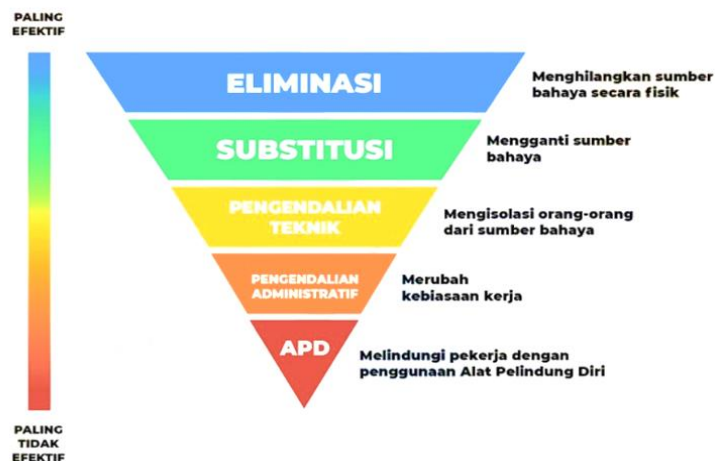 PALING
EFEKTIF
ELIMINASI
Menghilangkan sumber
bahaya secara fisik
SUBSTITUSI
Mengganti sumber
bahaya
PENGENDALIAN
TEKNIK
Mengisolasi orang-orang
dari sumber bahaya
PENGENDALIAN
ADMINISTRATIF
Merubah
kebiasaan kerja
APD
Melindungi pekerja dengan
penggunaan Alat Pelindung Diri
PALING
TIDAK
EFEKTIF